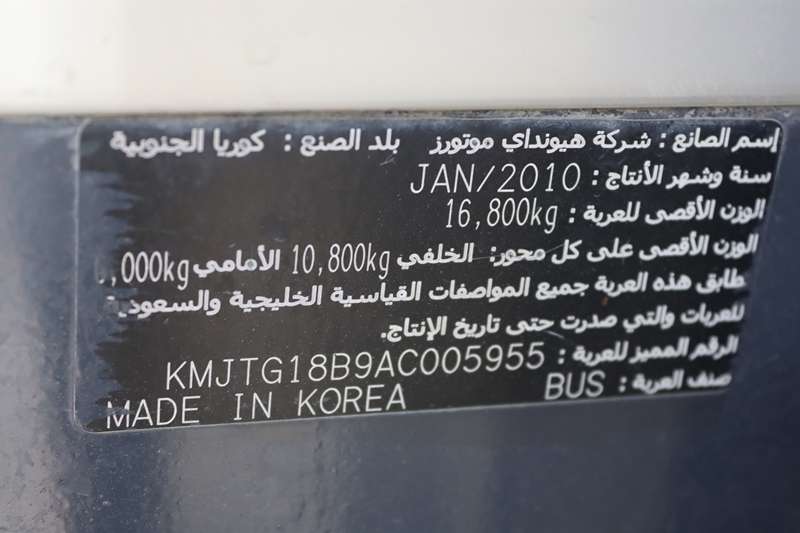 إسم الصانع : شركة هيونداي موتورز بلد الصنع : كوريا الجنوبية
سنة وشهر الأنتاج : JAN/2010
الوزن الأقصى للعربة : 16,800kg
الوزن الأقصى على كل محور: الخلفي 10,800kg الأمامي ,000kg
طابق هذه العربة جميع المواصفات القياسية الخليجية
للعربات والتي صدرت حتى تاريخ الإنتاج.
الرقم المميز للعربة : KMJTG18B9AC005955
صنف العربة : BUS
MADE IN KOREA